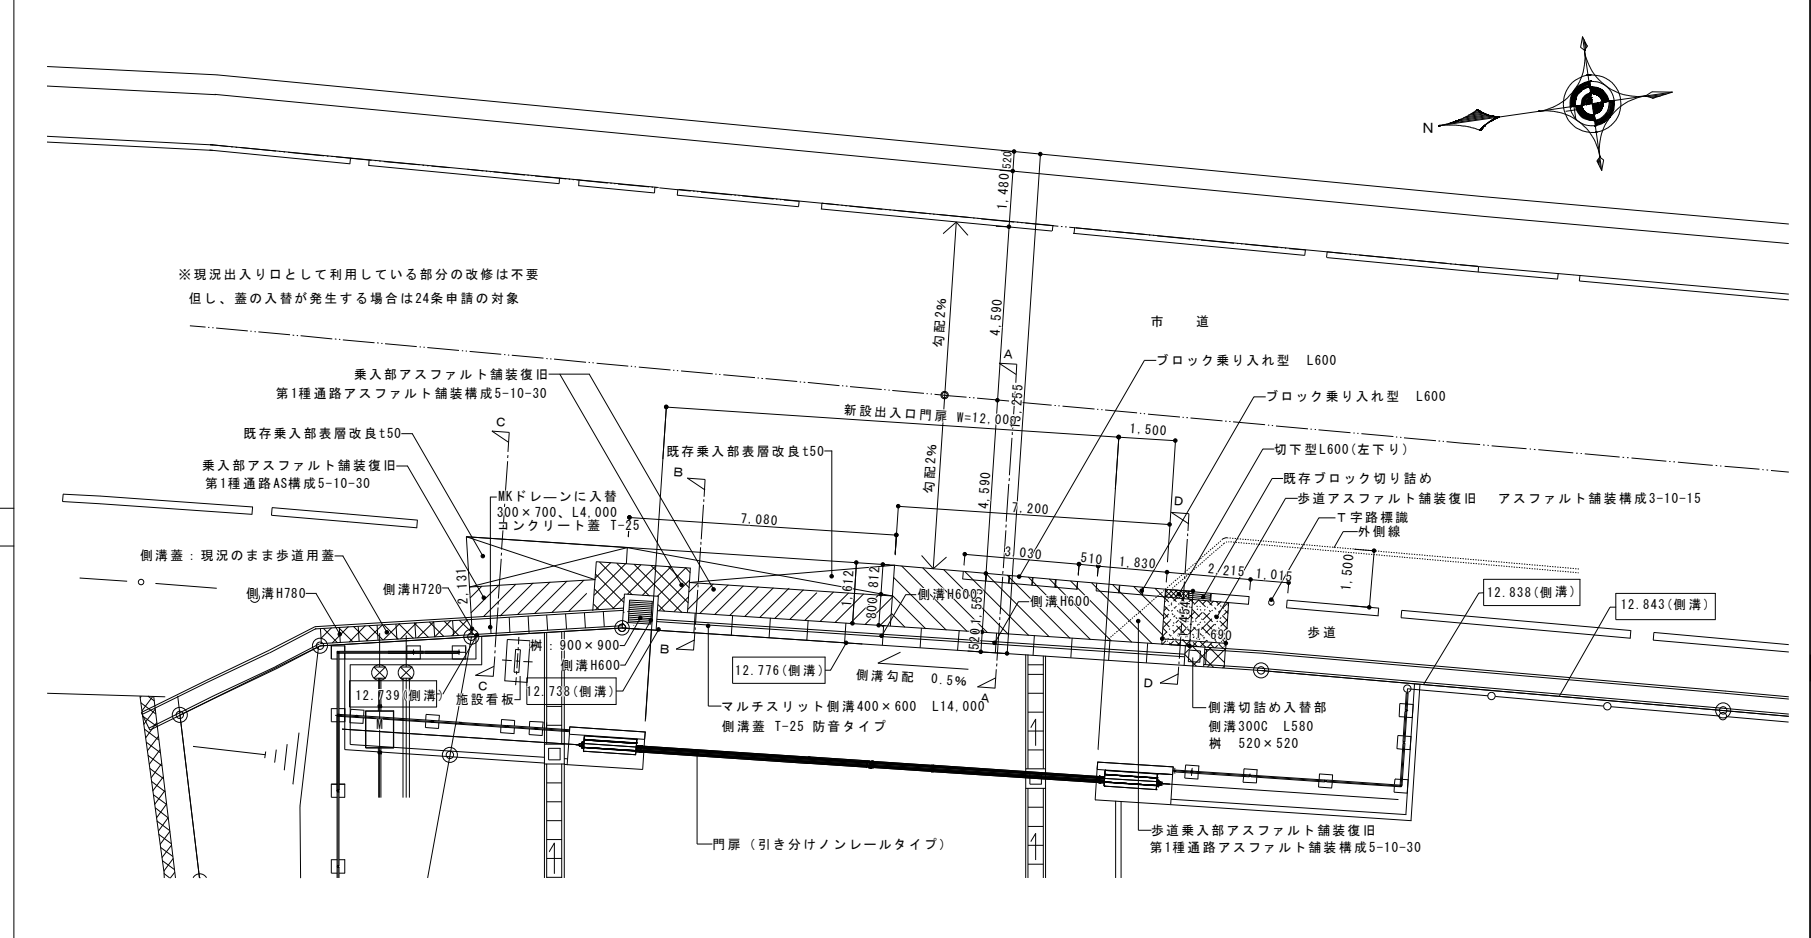 N
520
1,480
※現況出入り口として利用している部分の改修は不要
但し、蓋の入替が発生する場合は24条申請の対象
4,590
勾配2%
市 道
A
ブロック乗り入れ型 L600
乗入部アスファルト舗装復旧
第1種通路アスファルト舗装構成5-10-30
ブロック乗り入れ型 L600
新設出入口門扉 W=12,000
1,500
C
既存乗入部表層改良t50
既存乗入部表層改良t50
切下型L600(左下り)
乗入部アスファルト舗装復旧
第1種通路AS構成5-10-30
B
勾配2%
4,590
既存ブロック切り詰め
MKドレーンに入替
300×700、L4,000
コンクリート蓋 T-25
7,080
7,200
D
歩道アスファルト舗装復旧 アスファルト舗装構成3-10-15
T字路標識
外側線
側溝蓋：現況のまま歩道用蓋
3,030
510
1,830
2,215
1,015
1,500
側溝H780
側溝H720
2,131
1,612
812
800
側溝H600
側溝H600
12.838(側溝)
12.843(側溝)
520
1,690
歩道
桝：900×900
側溝H600
B
12.776(側溝)
側溝勾配 0.5%
A
D
C
12.739(側溝)
施設看板
12.738(側溝)
マルチスリット側溝400×600 L14,000
側溝蓋 T-25 防音タイプ
側溝切詰め入替部
側溝300C L580
桝 520×520
M
門扉（引き分けノンレールタイプ）
歩道乗入部アスファルト舗装復旧
第1種通路アスファルト舗装構成5-10-30